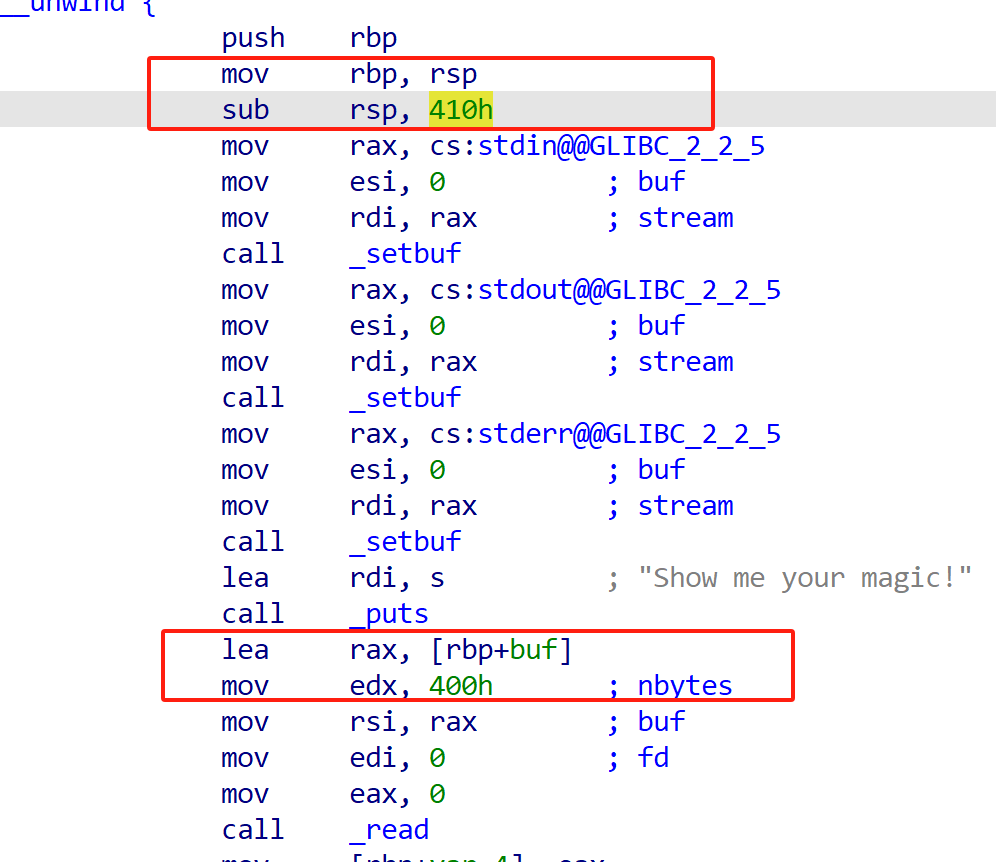 __unwind {
push rbp
mov rbp, rsp
sub rsp, 410h
mov rax, cs:stdin@@GLIBC_2_2_5
mov esi, 0 ; buf
mov rdi, rax ; stream
call _setbuf
mov rax, cs:stdout@@GLIBC_2_2_5
mov esi, 0 ; buf
mov rdi, rax ; stream
call _setbuf
mov rax, cs:stderr@@GLIBC_2_2_5
mov esi, 0 ; buf
mov rdi, rax ; stream
call _setbuf
lea rdi, s ; "Show me your magic!"
call _puts
lea rax, [rbp+buf]
mov edx, 400h ; nbytes
mov rsi, rax ; buf
mov edi, 0 ; fd
mov eax, 0
call _read
mov [rbp+var_4], eax